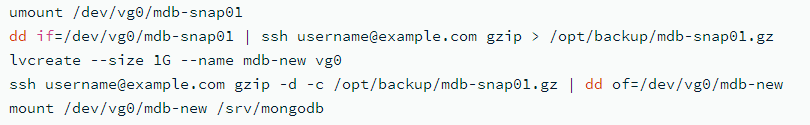 umount /dev/vg0/mdb-snap01
dd if=/dev/vg0/mdb-snap01 | ssh username@example.com gzip > /opt/backup/mdb-snap01.gz
lvcreate --size 1G --name mdb-new vg0
ssh username@example.com gzip -d -c /opt/backup/mdb-snap01.gz | dd of=/dev/vg0/mdb-new
mount /dev/vg0/mdb-new /srv/mongodb